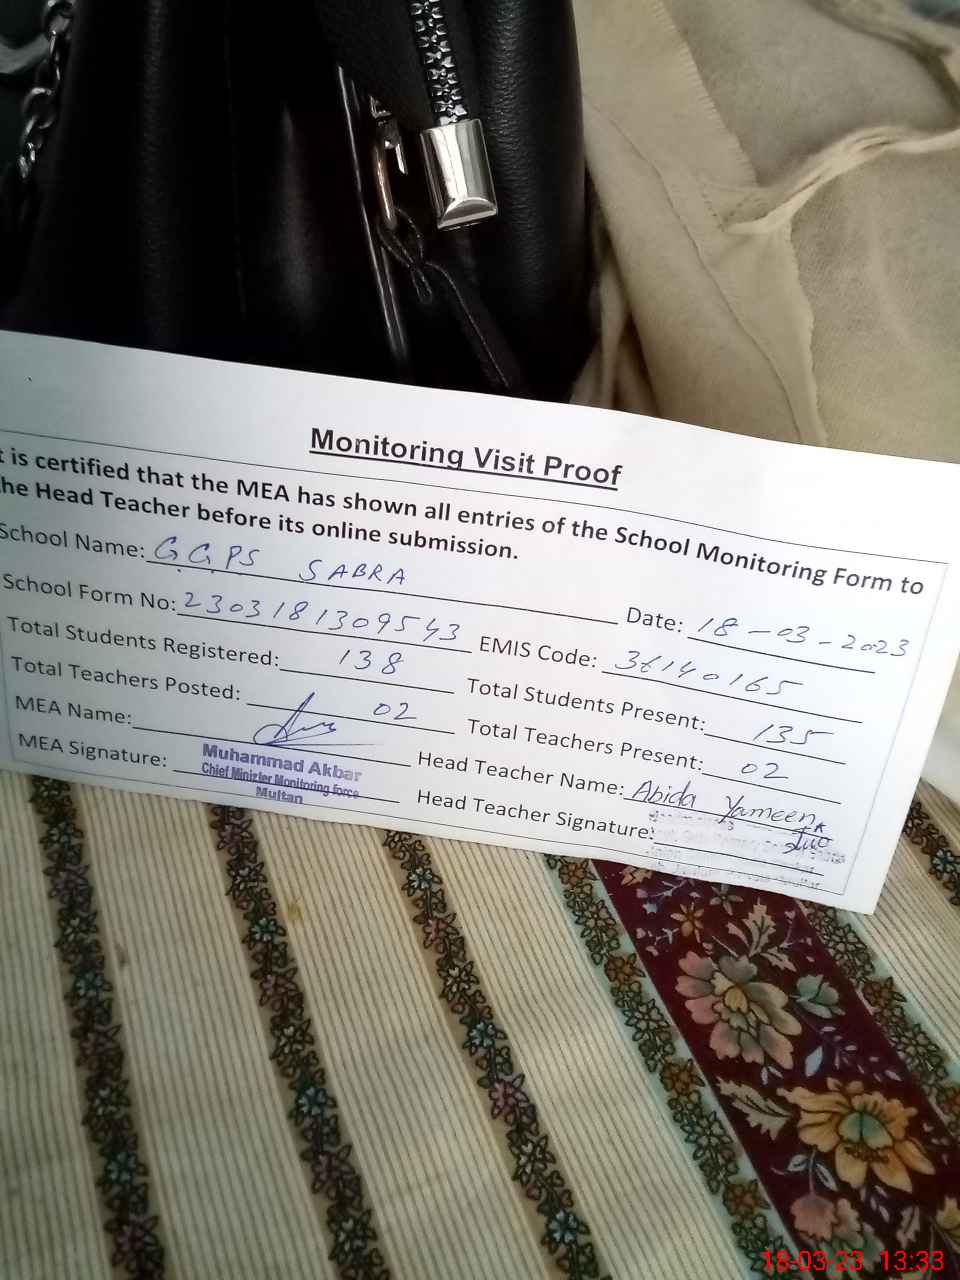 Monitoring Visit Proof
t is certified that the MEA has shown all entries of the School Monitoring Form to
he Head Teacher before its online submission.
School Name: GGPS SABRA Date: 18-03-2023
School Form No: 2303181309543 EMIS Code: 36140165
Total Students Registered: 138 Total Students Present: 135
Total Teachers Posted: 02 Total Teachers Present: 02
MEA Name: Head Teacher Name: Abida Yameen
MEA Signature: Muhammad Akbar Head Teacher Signature:
Chief Minister Monitoring force
Multan
18-03-23 13:33